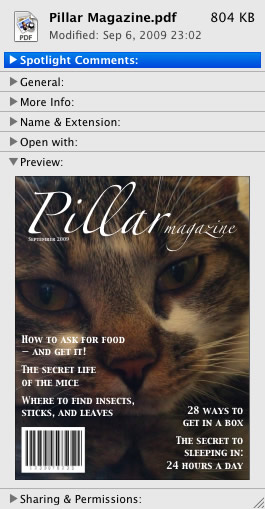 Pillar Magazine.pdf 804 KB
Modified: Sep 6, 2009 23:02
PDF
Spotlight Comments:
General:
More Info:
Name & Extension:
Open with:
Preview:
Pillar magazine
September 2009
How to ask for food
– and get it!
The secret life
of the mice
Where to find insects,
sticks, and leaves
28 ways to
get in a box
The secret to
sleeping in:
24 hours a day
Sharing & Permissions: